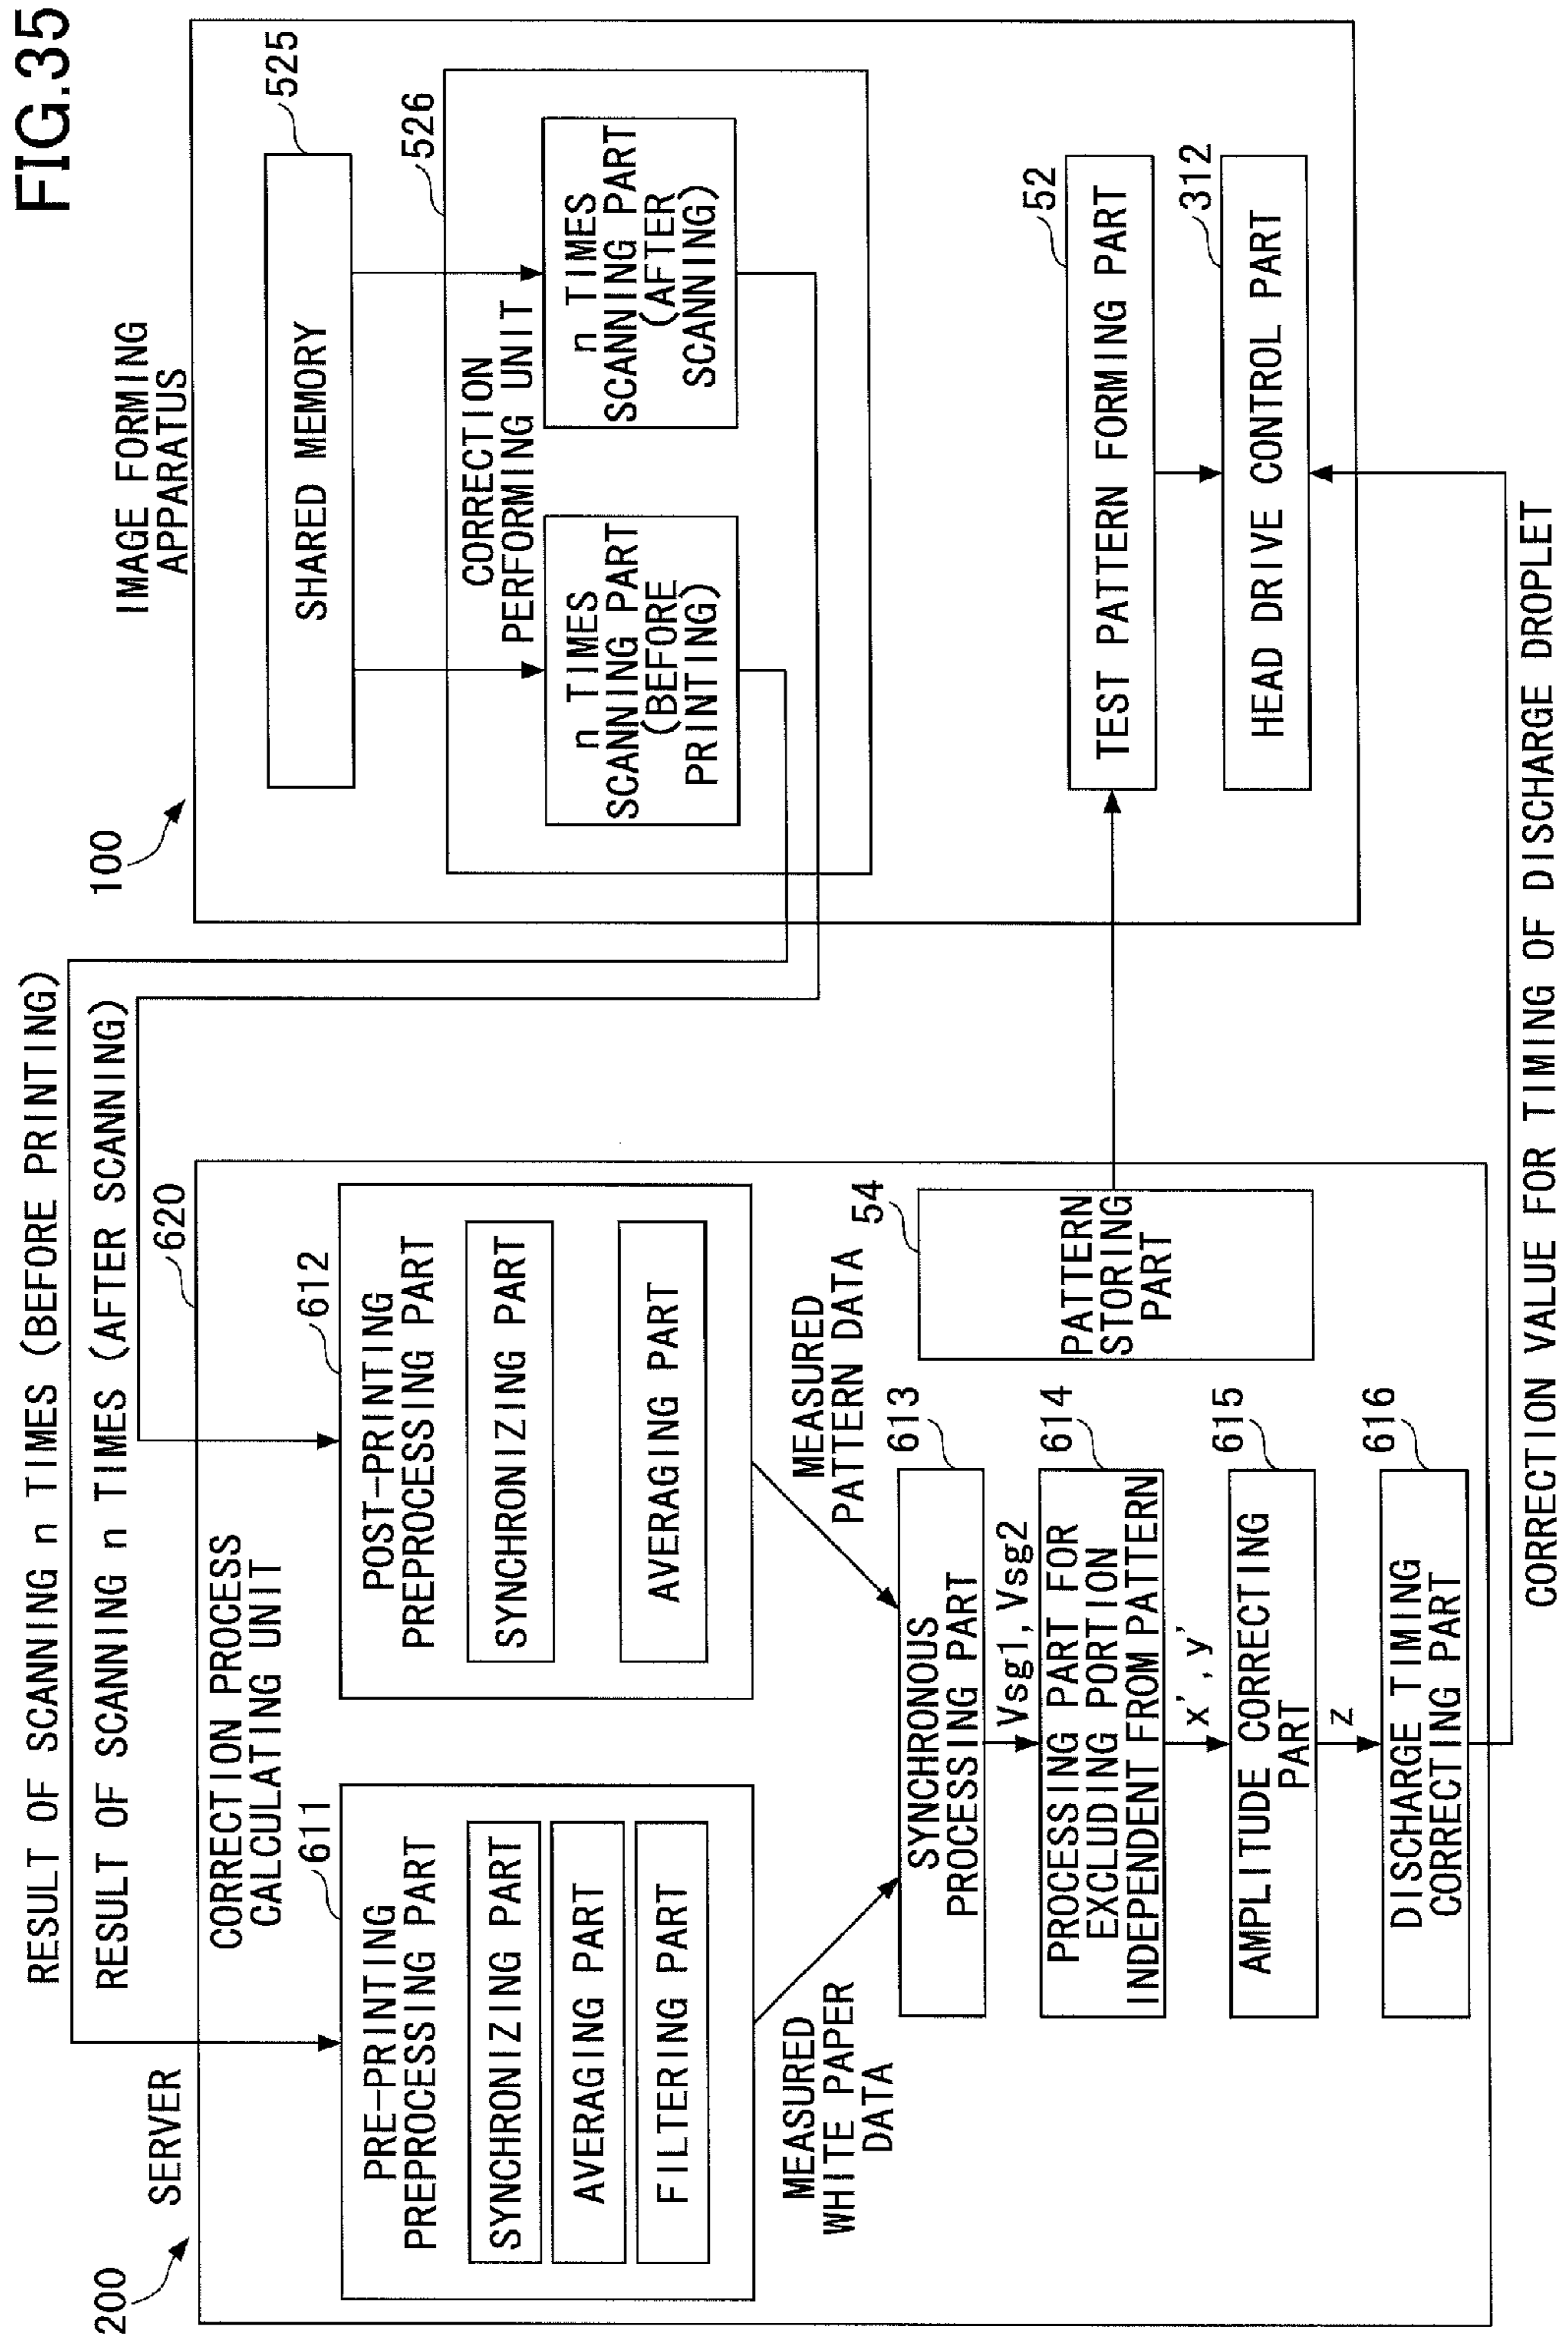 FIG.35
RESULT OF SCANNING n TIMES (BEFORE PRINTING)
RESULT OF SCANNING n TIMES (AFTER SCANNING)
200
SERVER
620
CORRECTION PROCESS
CALCULATING UNIT
611
PRE-PRINTING
PREPROCESSING PART
SYNCHRONIZING PART
AVERAGING PART
FILTERING PART
612
POST-PRINTING
PREPROCESSING PART
SYNCHRONIZING PART
AVERAGING PART
MEASURED
WHITE PAPER
DATA
MEASURED
PATTERN DATA
613
SYNCHRONOUS
PROCESSING PART
Vsg1, Vsg2
614
PROCESSING PART FOR
EXCLUDING PORTION
INDEPENDENT FROM PATTERN
x', y'
615
AMPLITUDE CORRECTING
PART
z
616
DISCHARGE TIMING
CORRECTING PART
54
PATTERN
STORING
PART
100
IMAGE FORMING
APPARATUS
525
SHARED MEMORY
526
CORRECTION
PERFORMING UNIT
n TIMES
SCANNING PART
(BEFORE
PRINTING)
n TIMES
SCANNING PART
(AFTER
SCANNING)
52
TEST PATTERN FORMING PART
312
HEAD DRIVE CONTROL PART
CORRECTION VALUE FOR TIMING OF DISCHARGE DROPLET